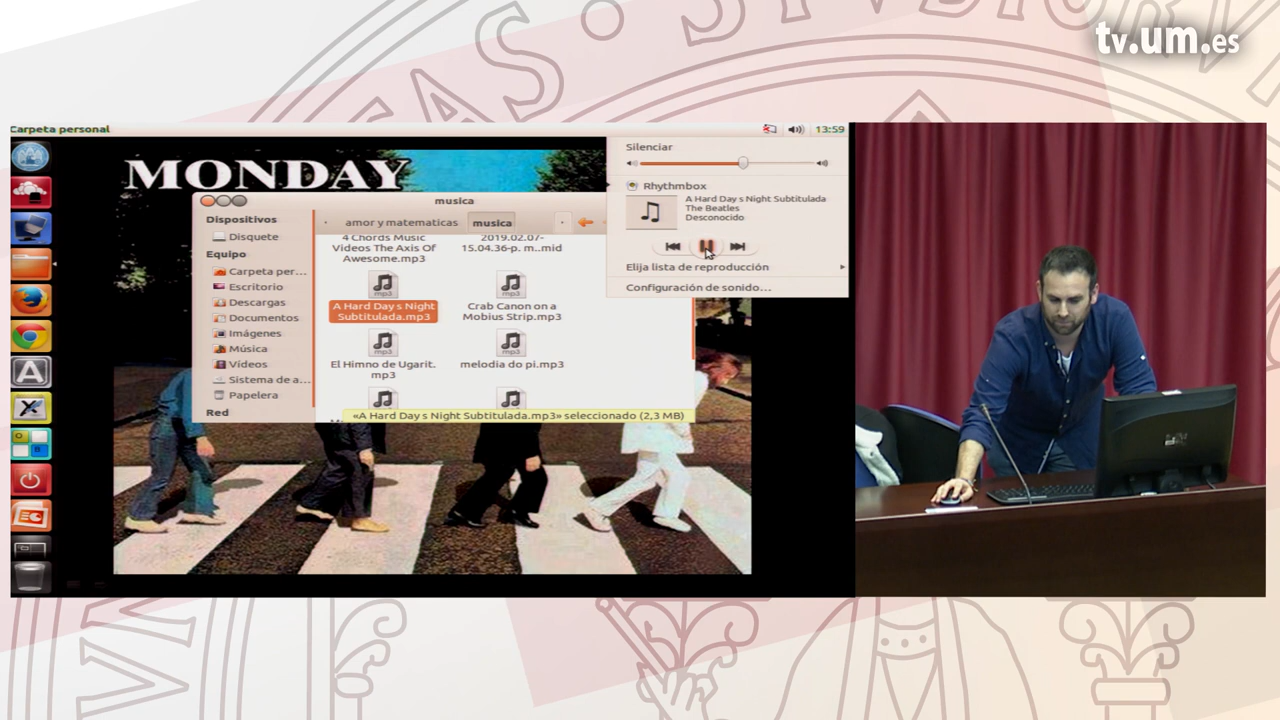 tv.um.es
Carpeta personal
13:59
MONDAY
Silenciar
Rhythmbox
A Hard Day s Night Subtitulada
The Beatles
Desconocido
Elija lista de reproducción
Configuración de sonido...
musica
Dispositivos
Disquete
Equipo
Carpeta per...
Escritorio
Descargas
Documentos
Imágenes
Música
Vídeos
Sistema de a...
Papelera
Red
amor y matematicas
musica
4 Chords Music
Videos The Axis Of
Awesome.mp3
2019.02.07-
15.04.36-p. m..mid
mp3
A Hard Day s Night
Subtitulada.mp3
mp3
Crab Canon on a
Mobius Strip.mp3
mp3
El Himno de Ugarit.
mp3
mp3
melodia do pi.mp3
«A Hard Day s Night Subtitulada.mp3» seleccionado (2,3 MB)